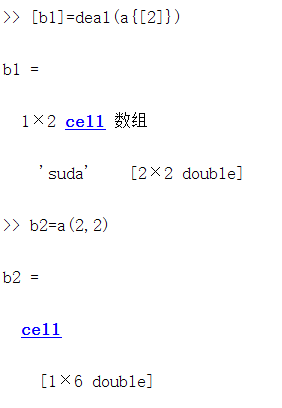 >> [b1]=deal(a{[2]})
b1 =
1×2 cell 数组
'suda' [2×2 double]
>> b2=a(2,2)
b2 =
cell
[1×6 double]